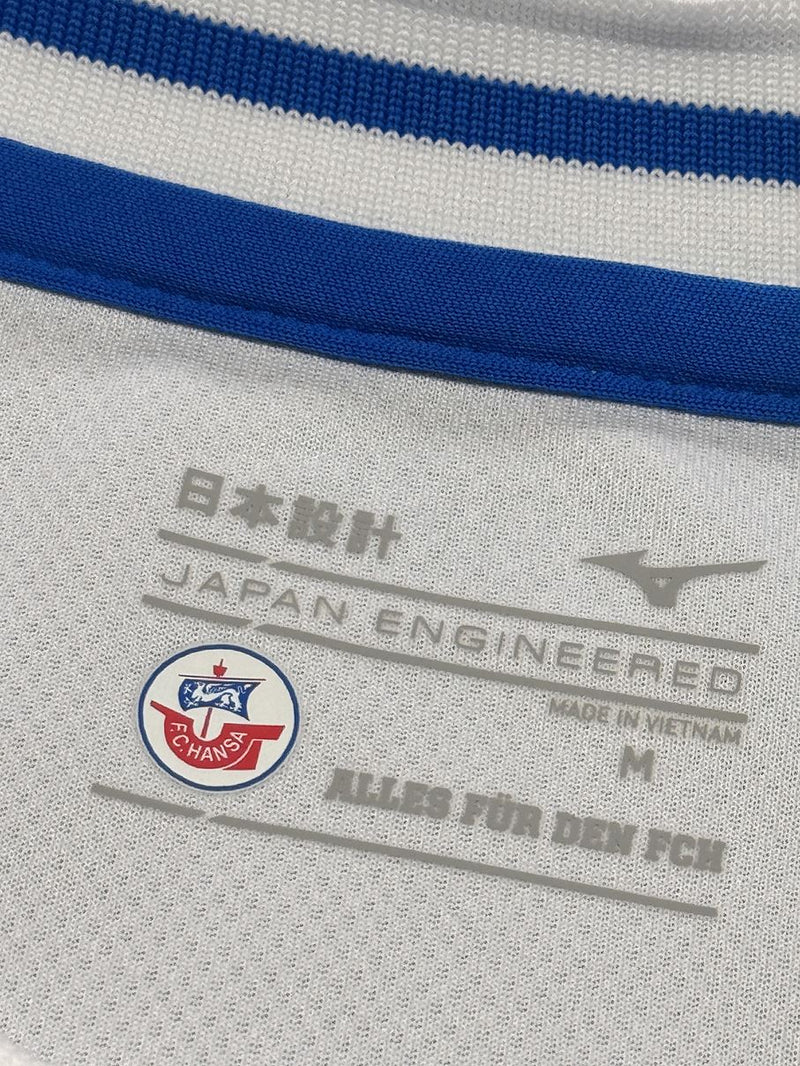 日本設計
JAPAN ENGINEERED
MADE IN VIETNAM
M
F.C.HANSA
ALLES FÜR DEN FCH